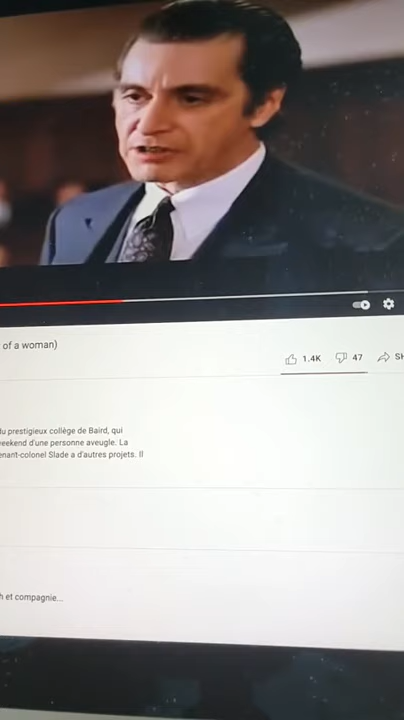 of a woman)
1.4K
47
du prestigieux collège de Baird, qui
weekend d'une personne aveugle. La
enant-colonel Slade a d'autres projets. Il
h et compagnie...